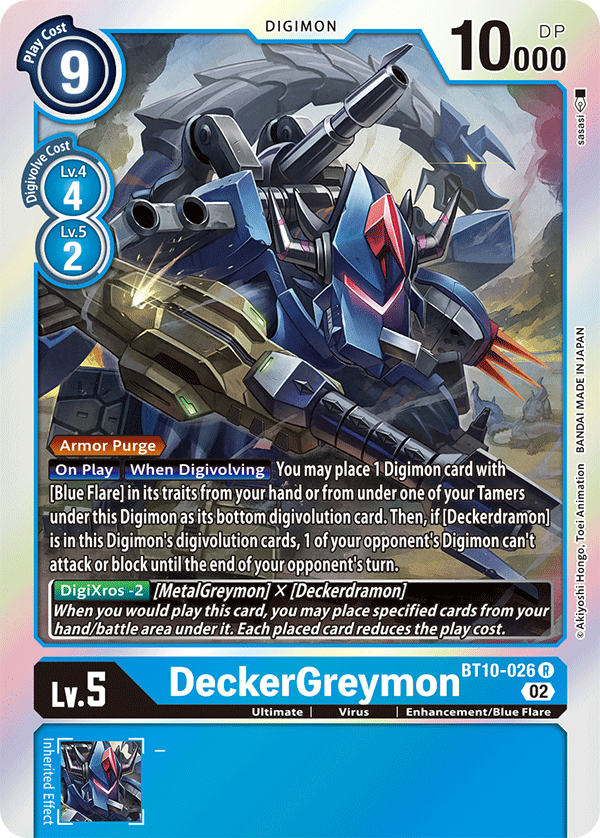 Play Cost
9
DIGIMON
10000
DP
Digivolve Cost
Lv.4
4
Lv.5
2
sasasi
Armor Purge
On Play When Digivolving You may place 1 Digimon card with
[Blue Flare] in its traits from your hand or from under one of your Tamers
under this Digimon as its bottom digivolution card. Then, if [Deckerdramon]
is in this Digimon's digivolution cards, 1 of your opponent's Digimon can't
attack or block until the end of your opponent's turn.
DigiXros -2 [MetalGreymon] × [Deckerdramon]
When you would play this card, you may place specified cards from your
hand/battle area under it. Each placed card reduces the play cost.
© Akiyoshi Hongo, Toei Animation BANDAI MADE IN JAPAN
Lv.5
DeckerGreymon
BT10-026 R
02
Ultimate | Virus | Enhancement/Blue Flare
Inherited Effect
–